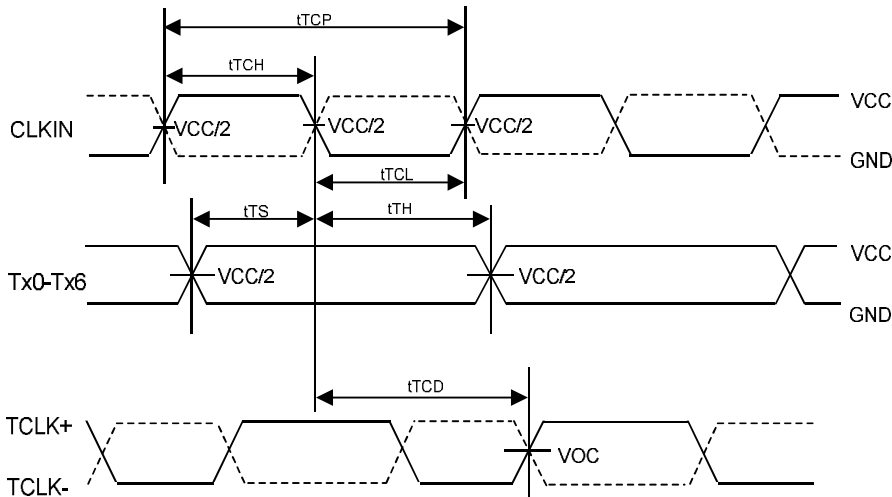 tTCP
tTCH
CLKIN
VCC/2
VCC/2
VCC/2
VCC
GND
tTCL
tTS
tTH
Tx0-Tx6
VCC/2
VCC/2
VCC
GND
tTCD
TCLK+
TCLK-
VOC